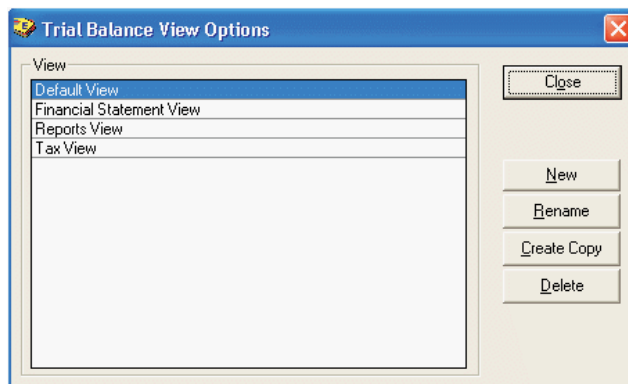 Trial Balance View Options
View
Default View
Financial Statement View
Reports View
Tax View
Close
New
Rename
Create Copy
Delete